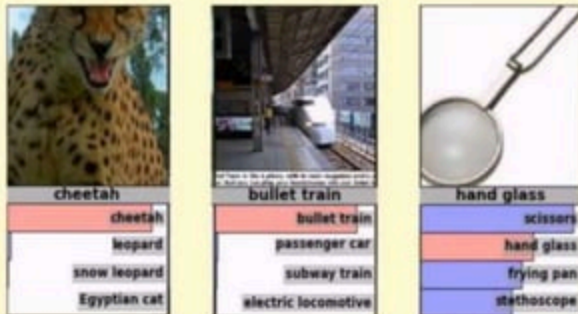 cheetah
bullet train
hand glass
cheetah
leopard
snow leopard
Egyptian cat
bullet train
passenger car
subway train
electric locomotive
scissors
hand glass
frying pan
stethoscope